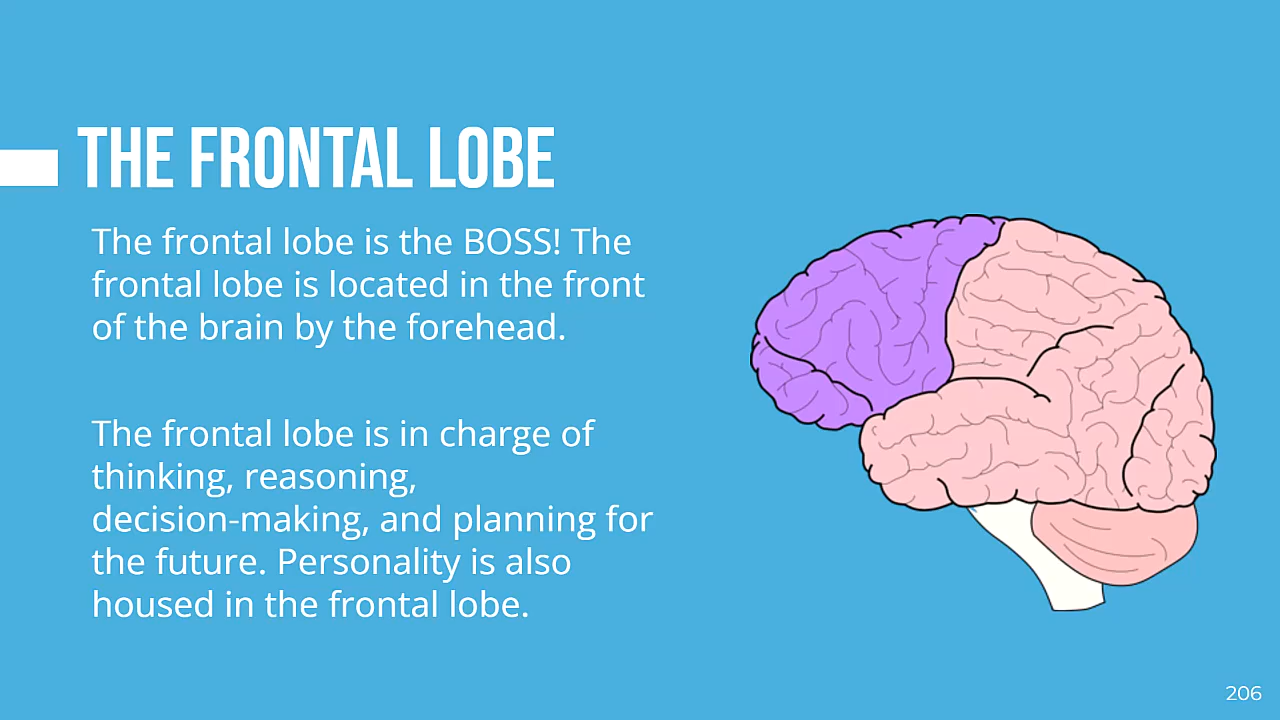 THE FRONTAL LOBE
The frontal lobe is the BOSS! The
frontal lobe is located in the front
of the brain by the forehead.
The frontal lobe is in charge of
thinking, reasoning,
decision-making, and planning for
the future. Personality is also
housed in the frontal lobe.
206